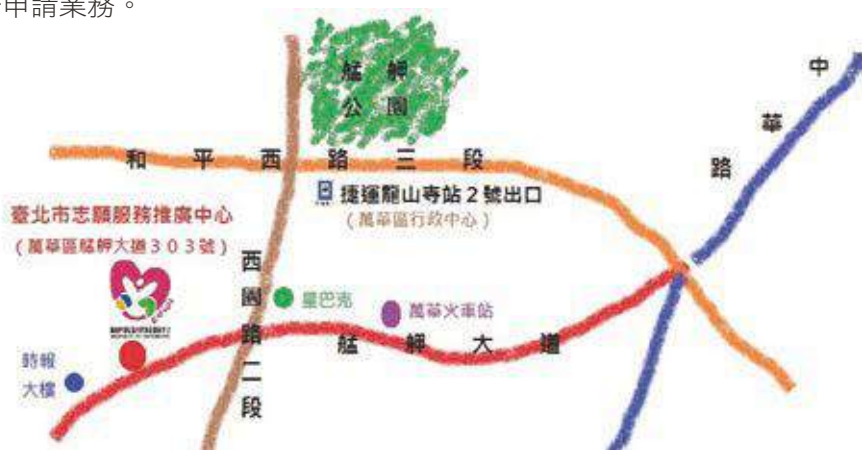 申請業務。
艋舺
公園
中華路
和平西路三段
捷運龍山寺站2號出口
(萬華區行政中心)
臺北市志願服務推廣中心
(萬華區艋舺大道303號)
西園路二段
星巴克
萬華火車站
艋舺大道
時報
大樓